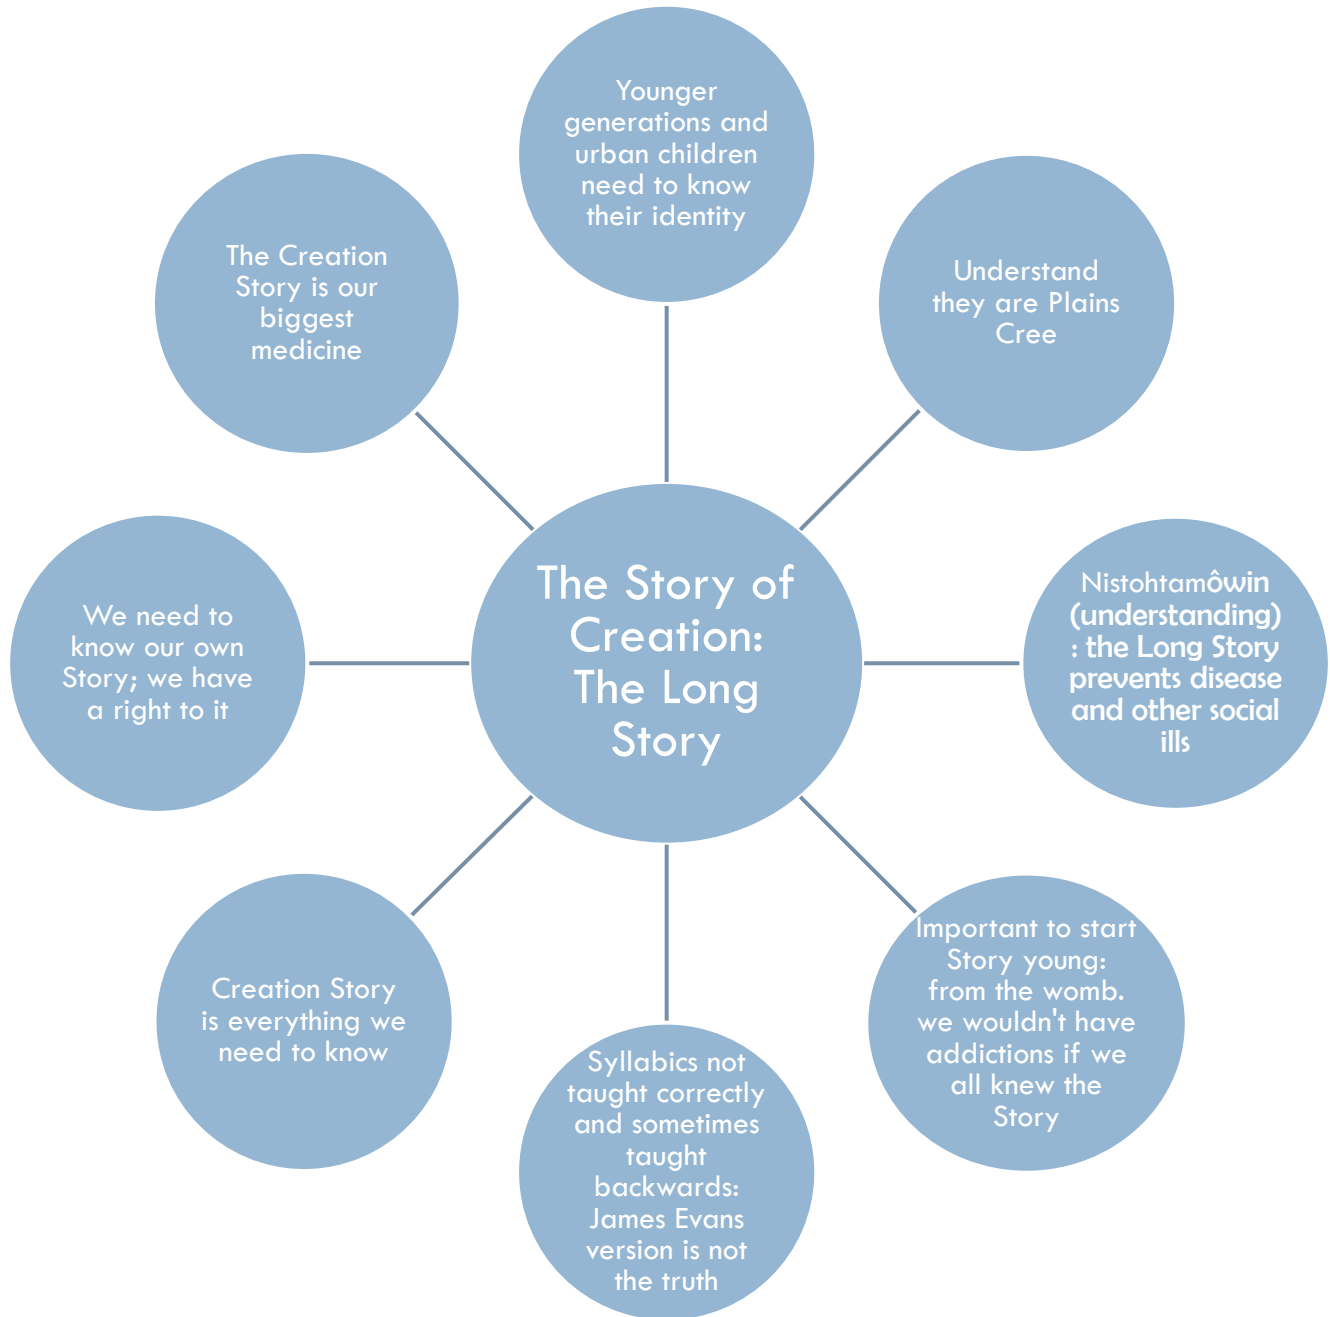 The Story of
Creation:
The Long
Story
Younger
generations and
urban children
need to know
their identity
Understand
they are Plains
Cree
Nistohtamôwin
(understanding)
: the Long Story
prevents disease
and other social
ills
Important to start
Story young:
from the womb.
we wouldn't have
addictions if we
all knew the
Story
Syllabics not
taught correctly
and sometimes
taught
backwards:
James Evans
version is not
the truth
Creation Story
is everything we
need to know
We need to
know our own
Story; we have
a right to it
The Creation
Story is our
biggest
medicine